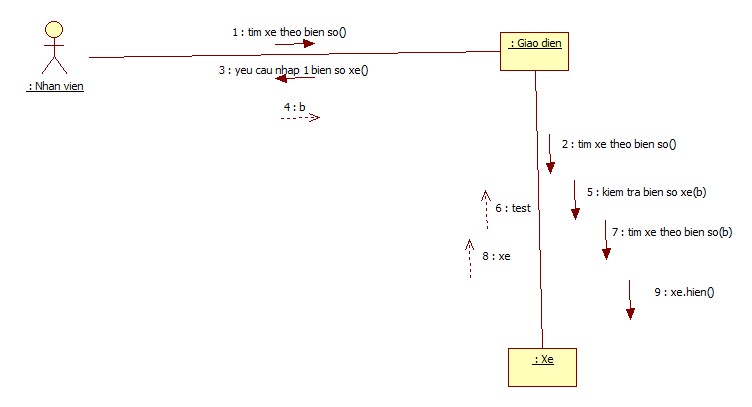 1 : tim xe theo bien so()
: Giao dien
3 : yeu cau nhap 1 bien so xe()
: Nhan vien
4 : b
2 : tim xe theo bien so()
5 : kiem tra bien so xe(b)
6 : test
7 : tim xe theo bien so(b)
8 : xe
9 : xe.hien()
: Xe